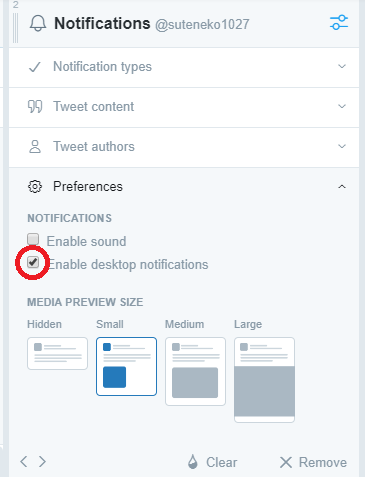 2
Notifications @suteneko1027
Notification types
Tweet content
Tweet authors
Preferences
NOTIFICATIONS
Enable sound
Enable desktop notifications
MEDIA PREVIEW SIZE
Hidden Small Medium Large
Clear Remove